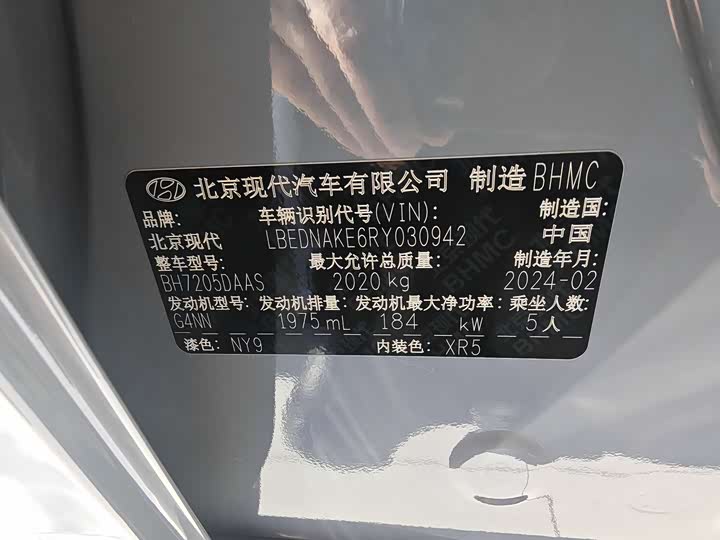 北京现代汽车有限公司 制造 BHMC
品牌: 车辆识别代号(VIN): 制造国:
北京现代 LBEDNAKE6RY030942 中国
整车型号: 最大允许总质量: 制造年月:
BH7205DAAS 2020 kg 2024-02
发动机型号: 发动机排量: 发动机最大净功率: 乘坐人数:
G4NN 1975 mL 184 kW 5 人
漆色: NY9 内装色: XR5